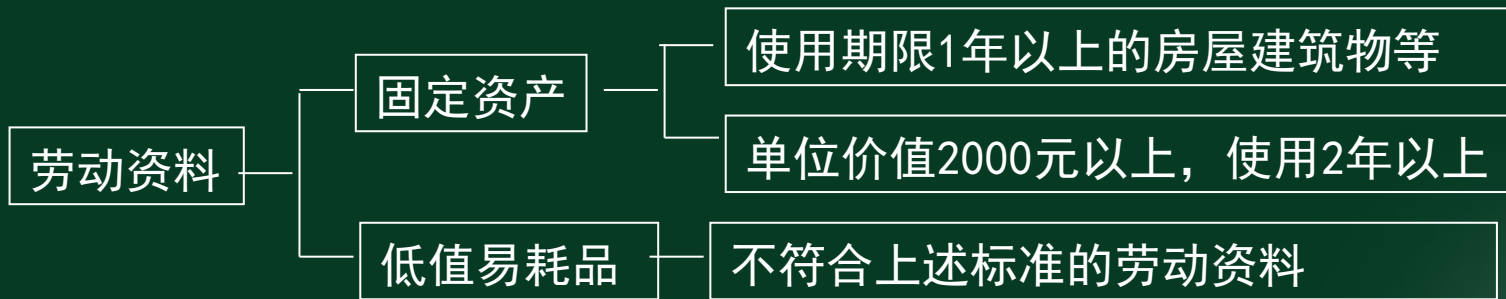 使用期限1年以上的房屋建筑物等
固定资产
单位价值2000元以上，使用2年以上
劳动资料
低值易耗品
不符合上述标准的劳动资料